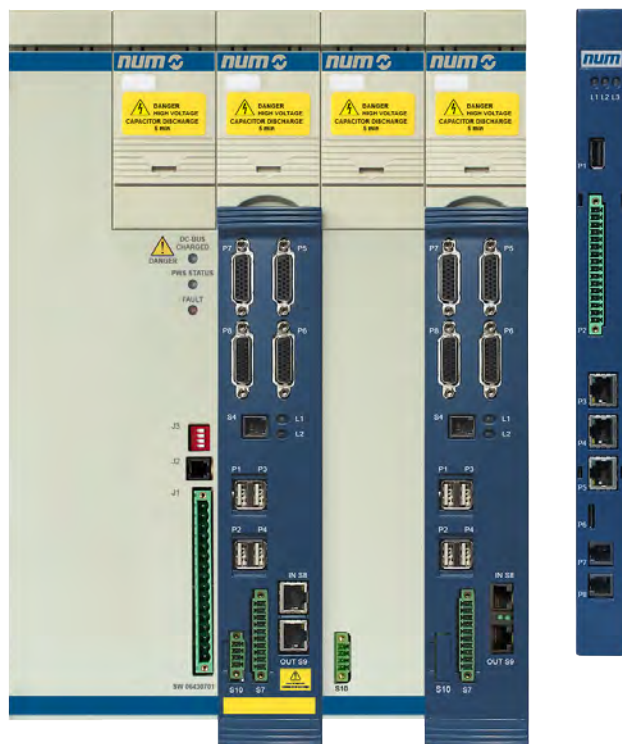 num
num
num
num
num
DANGER
HIGH VOLTAGE
CAPACITOR DISCHARGE
5 min
DANGER
HIGH VOLTAGE
CAPACITOR DISCHARGE
5 min
DANGER
HIGH VOLTAGE
CAPACITOR DISCHARGE
5 min
DANGER
HIGH VOLTAGE
CAPACITOR DISCHARGE
5 min
L1 L2 L3
P1
P2
P3
P4
P5
P6
P7
P8
DC-BUS
CHARGED
DANGER
PWS STATUS
FAULT
J3
J2
J1
SW 06430701
P7 P5
P8 P6
S4 L1
L2
P1 P3
P2 P4
IN S8
OUT S9
S10 S7
S10
P7 P5
P8 P6
S4 L1
L2
P1 P3
P2 P4
IN S8
OUT S9
S10 S7